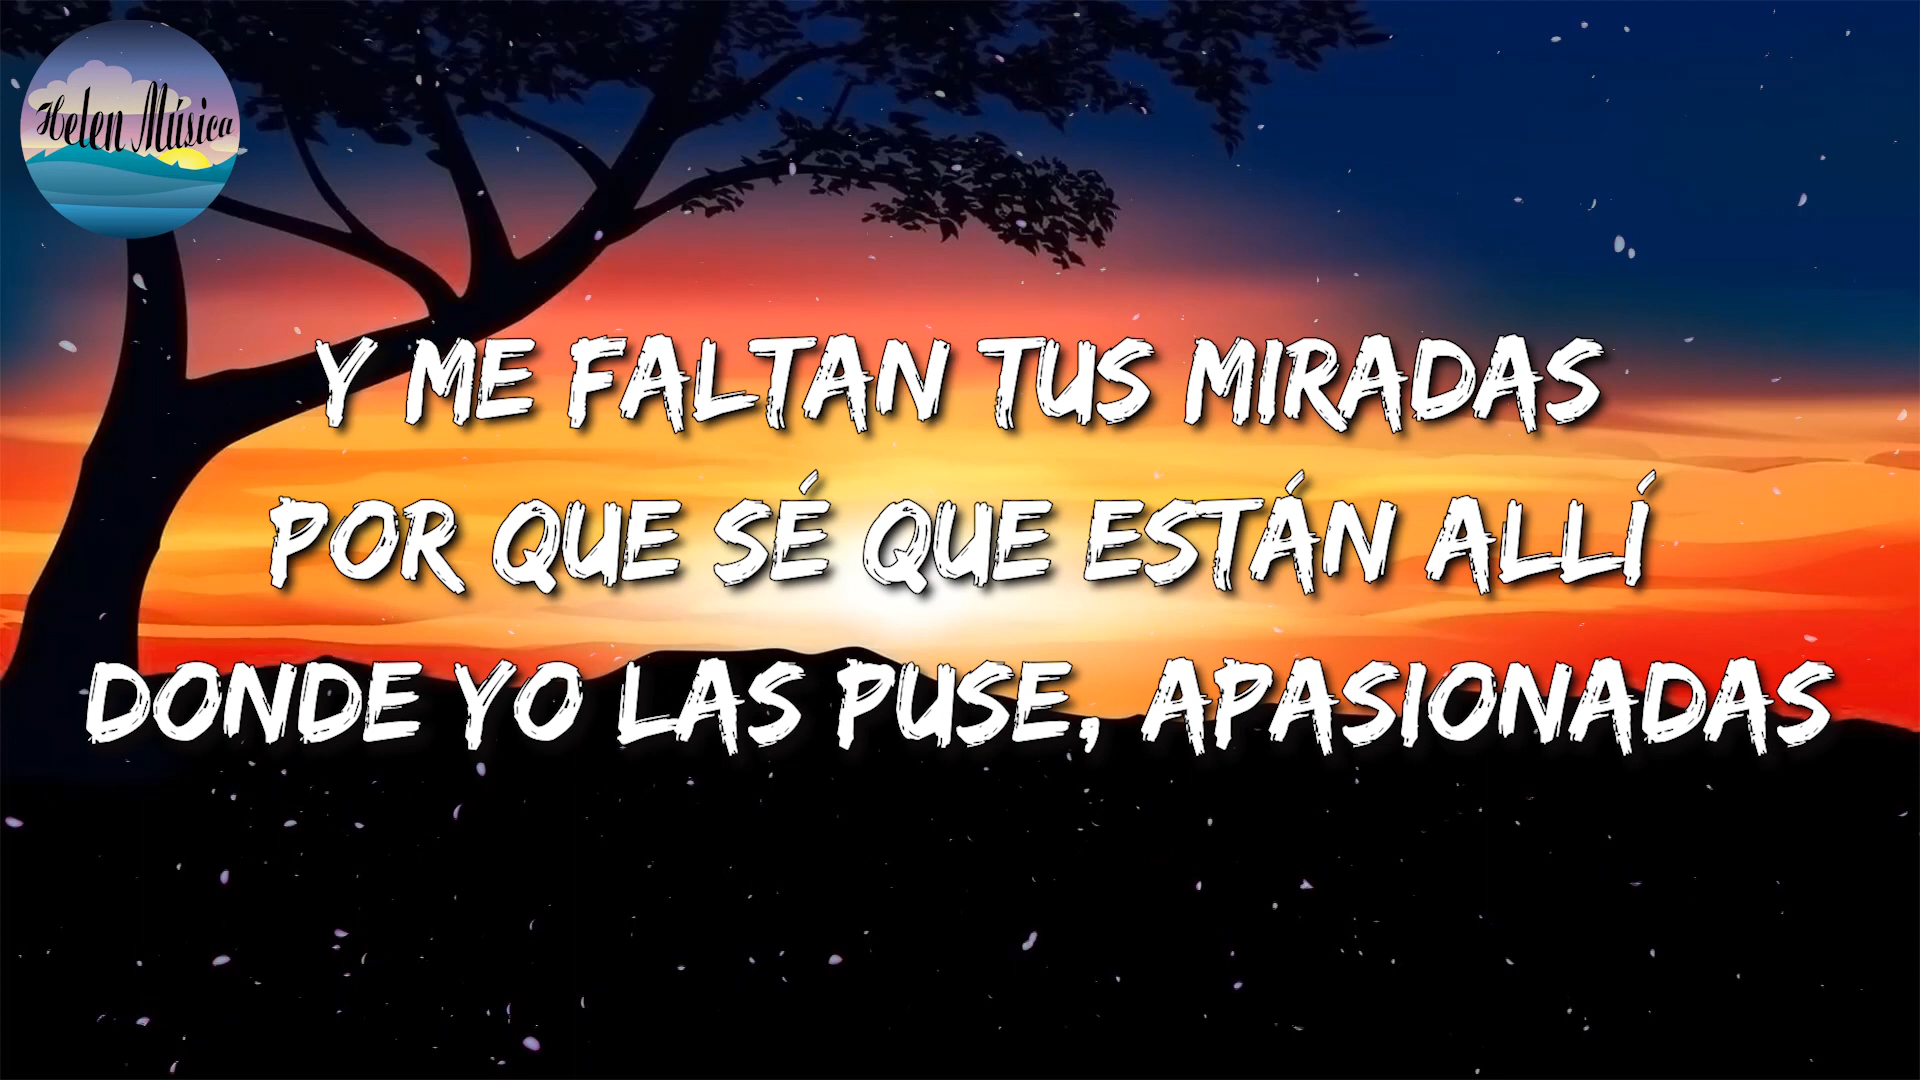 Helen Música
Y ME FALTAN TUS MIRADAS
POR QUE SÉ QUE ESTÁN ALLÍ
DONDE YO LAS PUSE, APASIONADAS